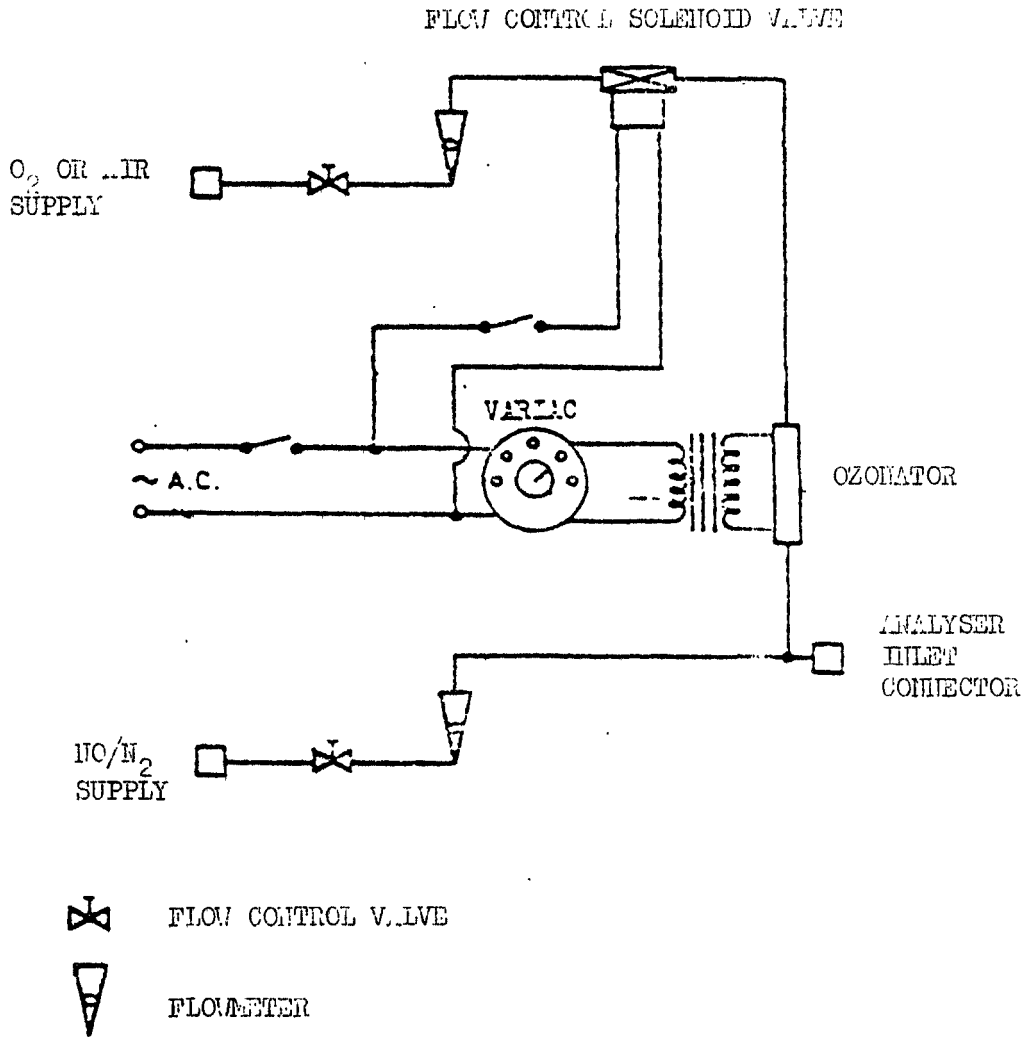 FLOW CONTROL SOLENOID VALVE
O₂ OR AIR
SUPPLY
VARIAC
~ A.C.
OZONATOR
ANALYSER
INLET
CONNECTOR
NO/N₂
SUPPLY
FLOW CONTROL VALVE
FLOWMETER